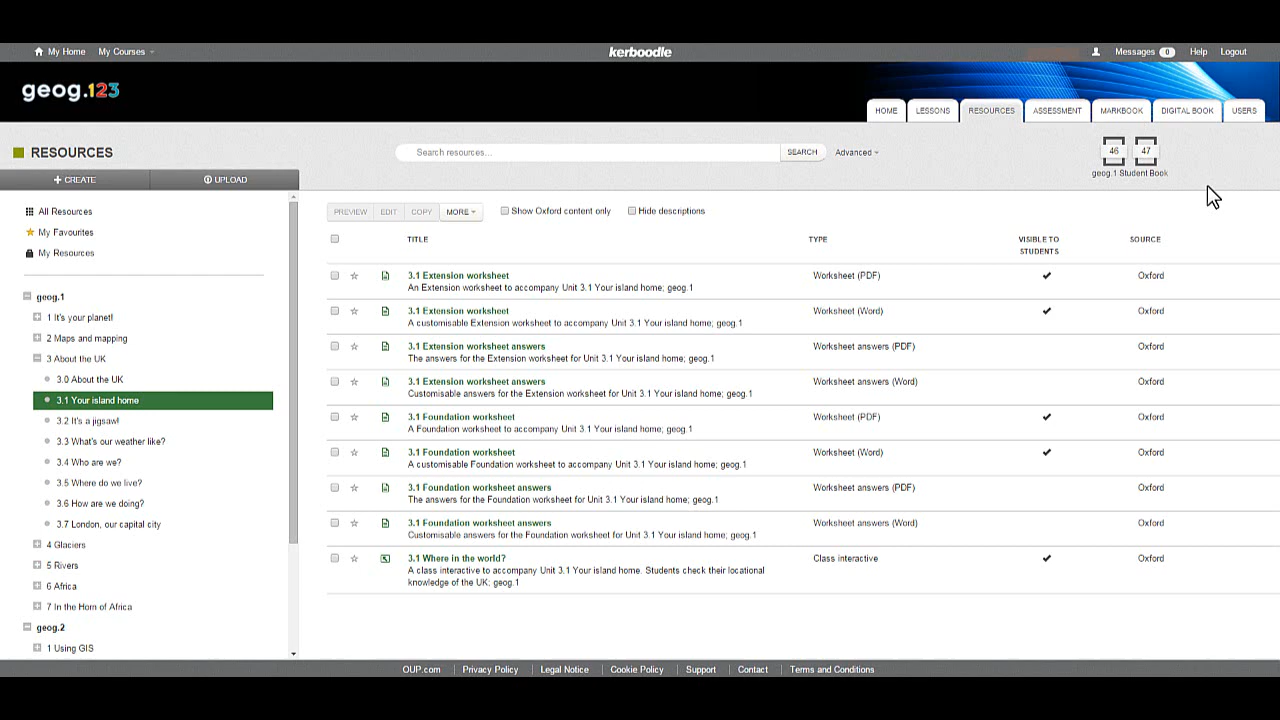 My Home My Courses kerboodle Messages 0 Help Logout
geog.123
HOME LESSONS RESOURCES ASSESSMENT MARKBOOK DIGITAL BOOK USERS
RESOURCES
Search resources... SEARCH Advanced
46 47
geog.1 Student Book
CREATE UPLOAD
All Resources
My Favourites
My Resources
geog.1
1 It's your planet!
2 Maps and mapping
3 About the UK
3.0 About the UK
3.1 Your island home
3.2 It's a jigsaw!
3.3 What's our weather like?
3.4 Who are we?
3.5 Where do we live?
3.6 How are we doing?
3.7 London, our capital city
4 Glaciers
5 Rivers
6 Africa
7 In the Horn of Africa
geog.2
1 Using GIS
PREVIEW EDIT COPY MORE Show Oxford content only Hide descriptions
TITLE TYPE VISIBLE TO STUDENTS SOURCE
3.1 Extension worksheet Worksheet (PDF) Oxford
An Extension worksheet to accompany Unit 3.1 Your island home; geog.1
3.1 Extension worksheet Worksheet (Word) Oxford
A customisable Extension worksheet to accompany Unit 3.1 Your island home; geog.1
3.1 Extension worksheet answers Worksheet answers (PDF) Oxford
The answers for the Extension worksheet for Unit 3.1 Your island home; geog.1
3.1 Extension worksheet answers Worksheet answers (Word) Oxford
Customisable answers for the Extension worksheet for Unit 3.1 Your island home; geog.1
3.1 Foundation worksheet Worksheet (PDF) Oxford
A Foundation worksheet to accompany Unit 3.1 Your island home; geog.1
3.1 Foundation worksheet Worksheet (Word) Oxford
A customisable Foundation worksheet to accompany Unit 3.1 Your island home; geog.1
3.1 Foundation worksheet answers Worksheet answers (PDF) Oxford
The answers for the Foundation worksheet for Unit 3.1 Your island home; geog.1
3.1 Foundation worksheet answers Worksheet answers (Word) Oxford
Customisable answers for the Foundation worksheet for Unit 3.1 Your island home; geog.1
3.1 Where in the world? Class interactive Oxford
A class interactive to accompany Unit 3.1 Your island home. Students check their locational
knowledge of the UK: geog.1
OUP.com Privacy Policy Legal Notice Cookie Policy Support Contact Terms and Conditions